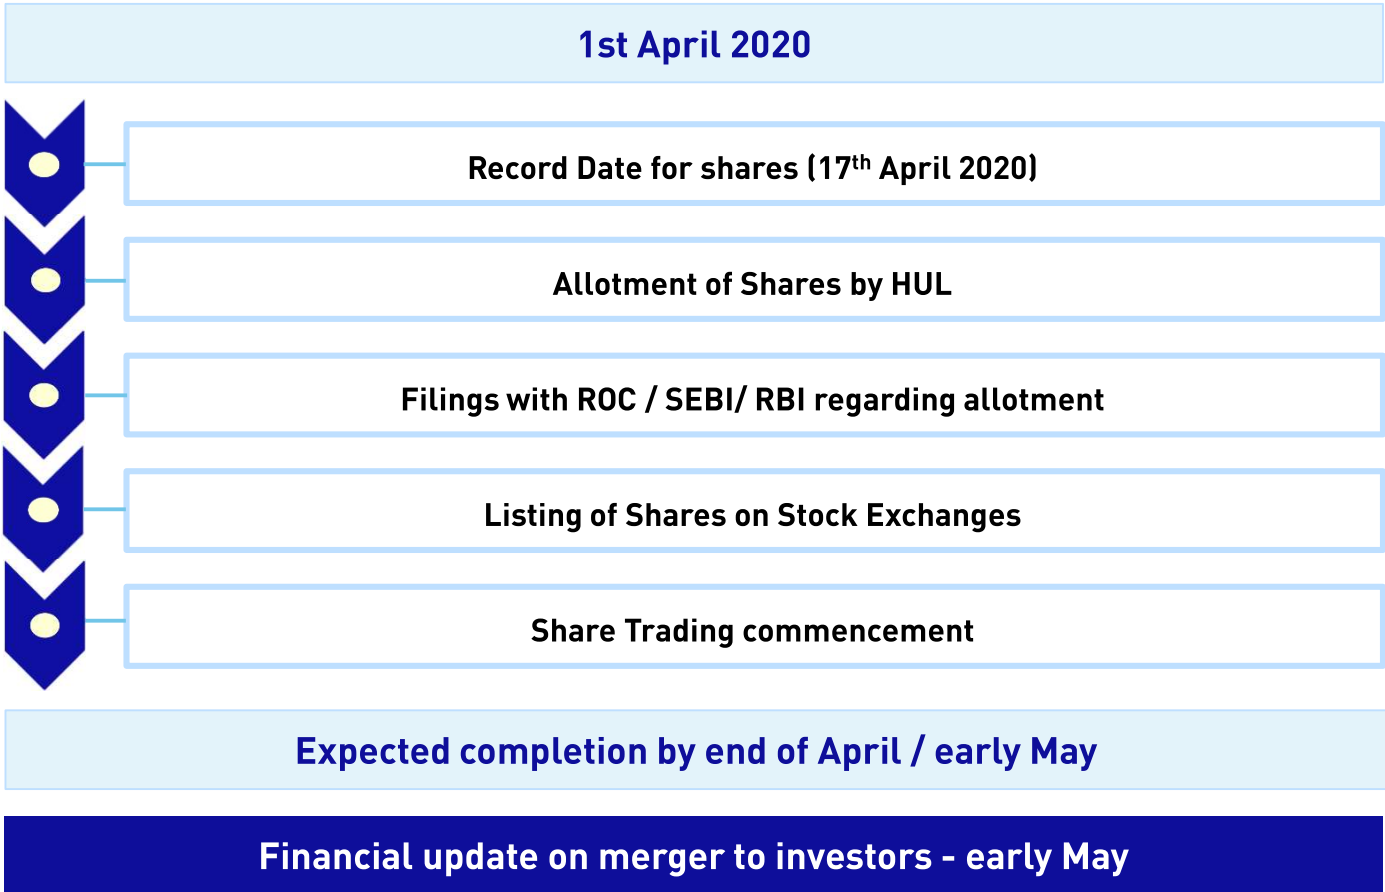 1st April 2020
Record Date for shares (17th April 2020)
Allotment of Shares by HUL
Filings with ROC / SEBI/ RBI regarding allotment
Listing of Shares on Stock Exchanges
Share Trading commencement
Expected completion by end of April / early May
Financial update on merger to investors - early May